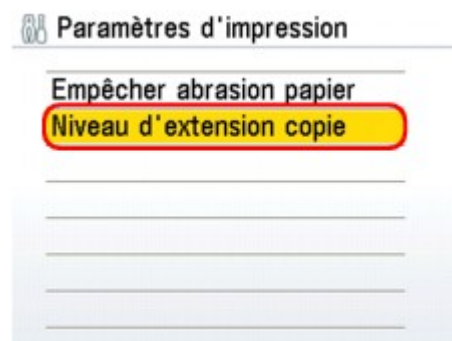 Paramètres d'impression
Empêcher abrasion papier
Niveau d'extension copie